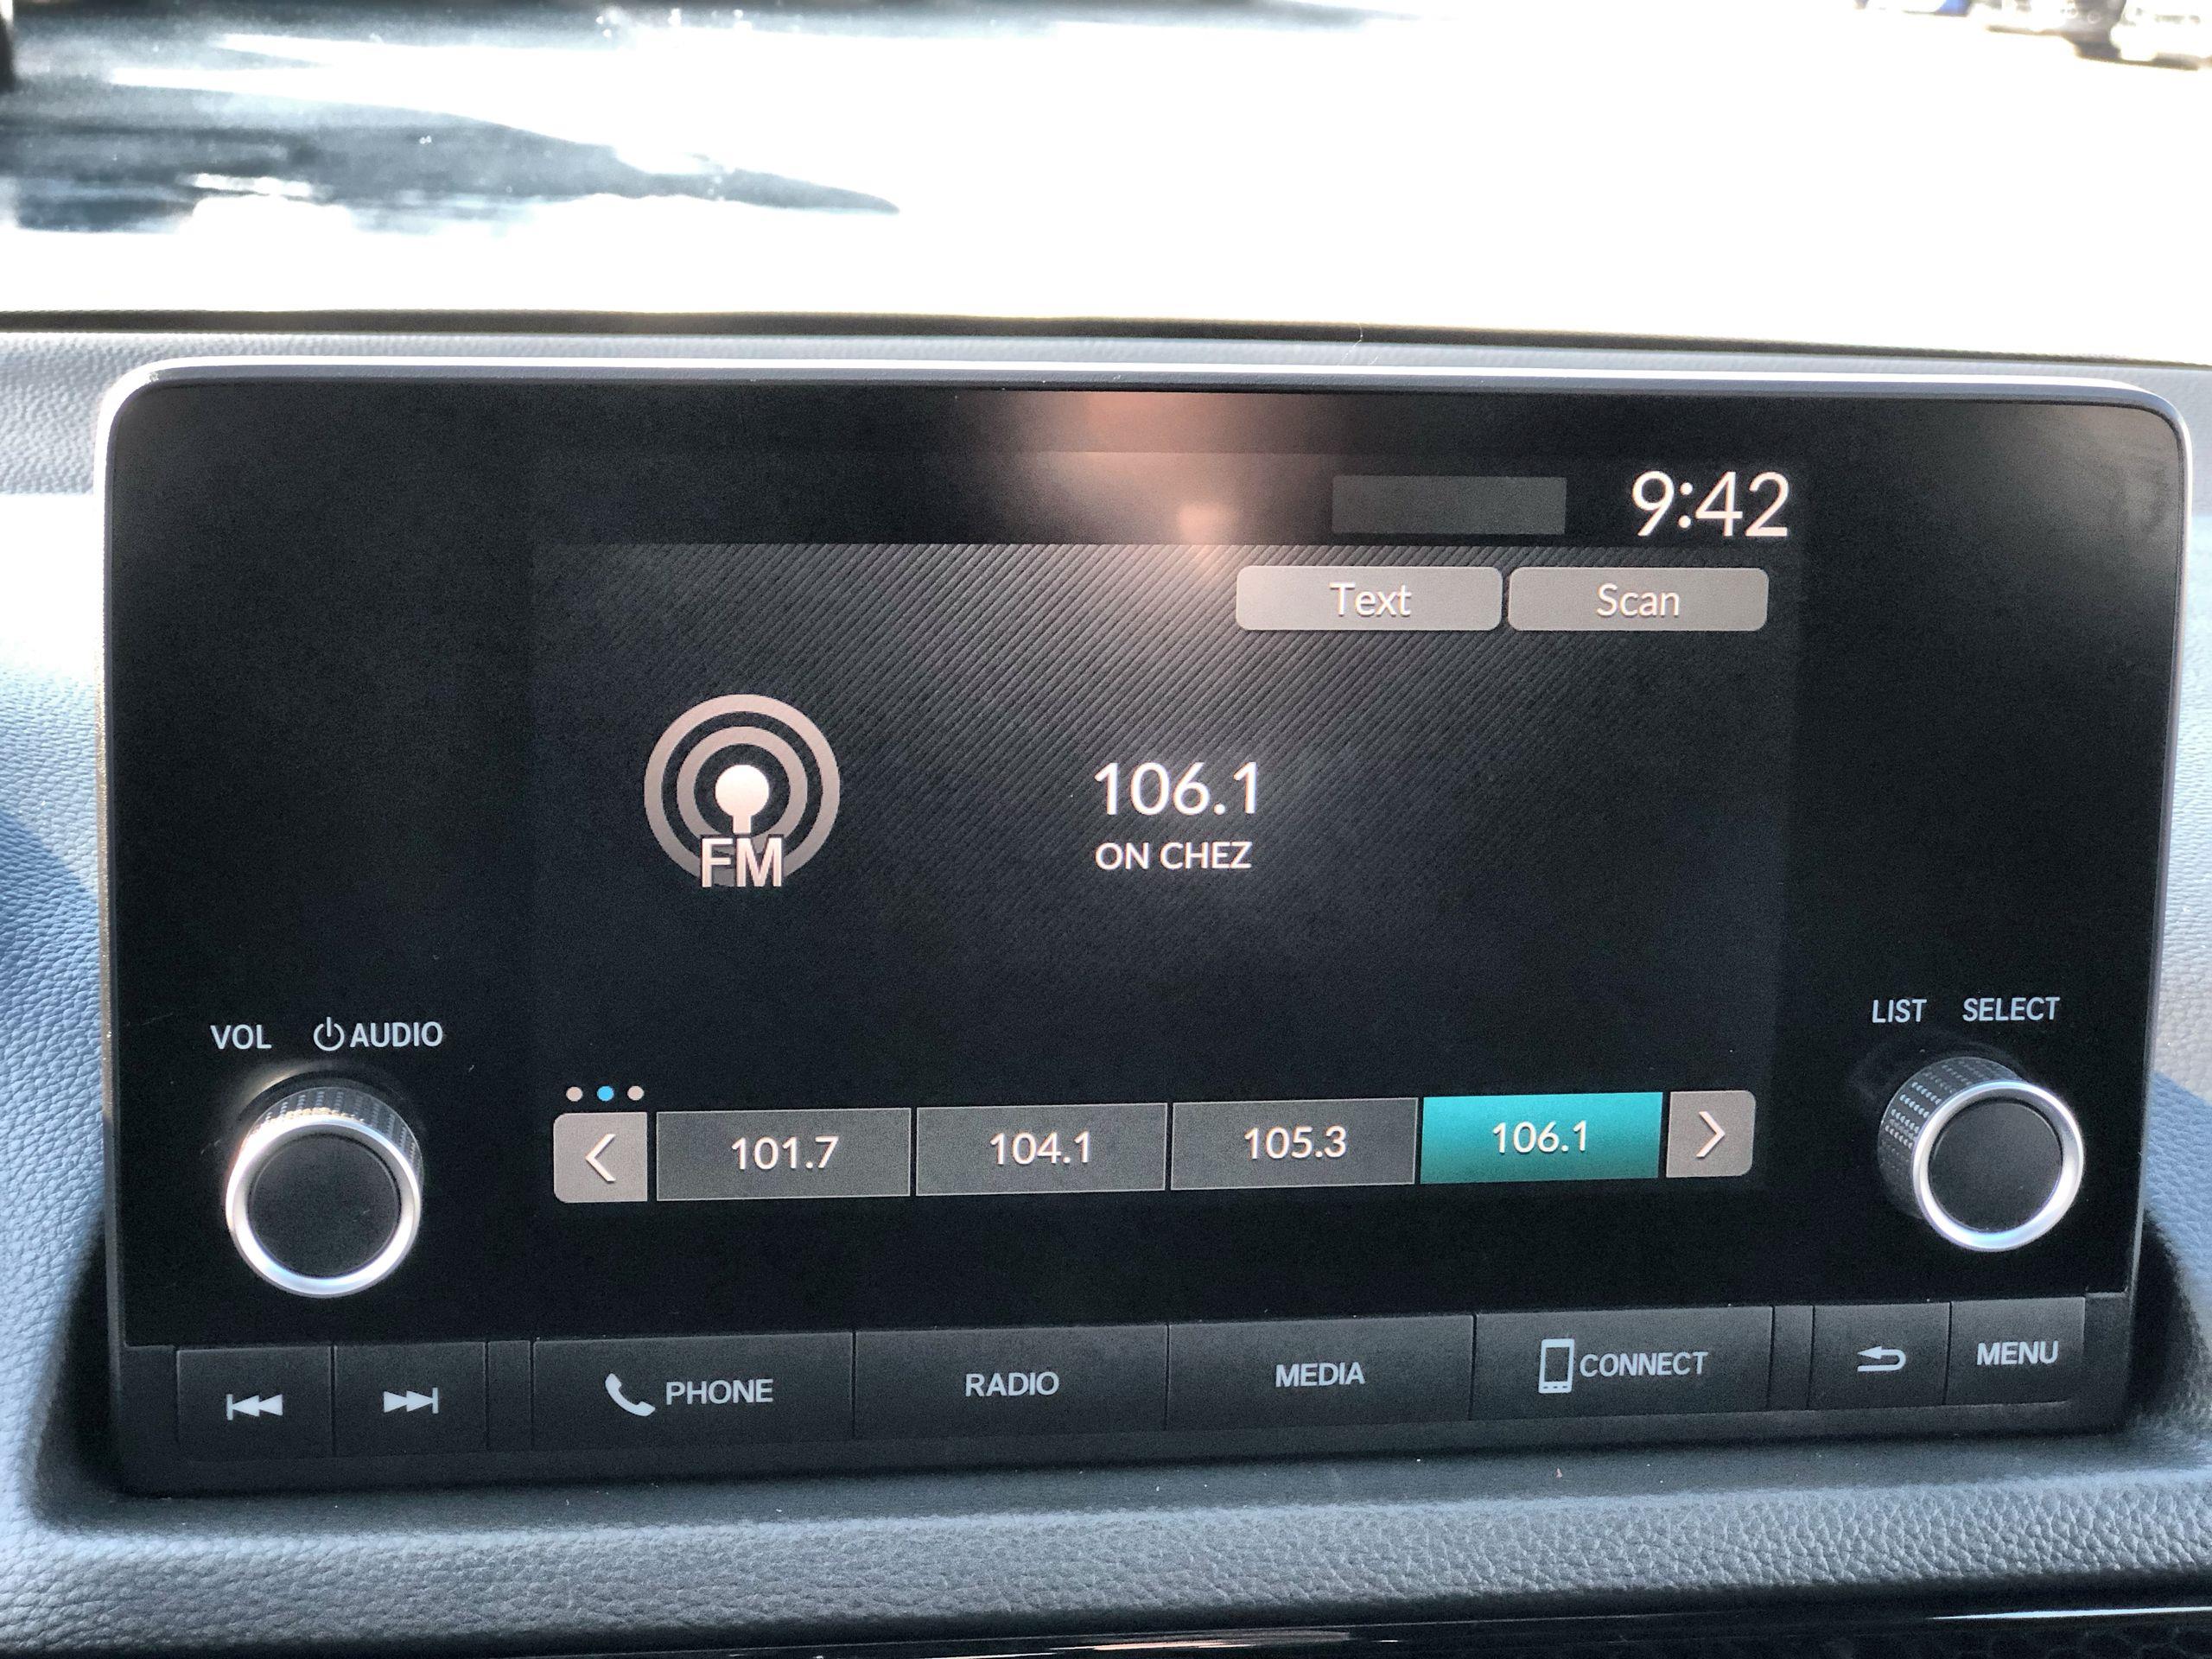 9:42
Text Scan
FM
106.1
ON CHEZ
VOL AUDIO
LIST SELECT
101.7 104.1 105.3 106.1
PHONE RADIO MEDIA CONNECT MENU